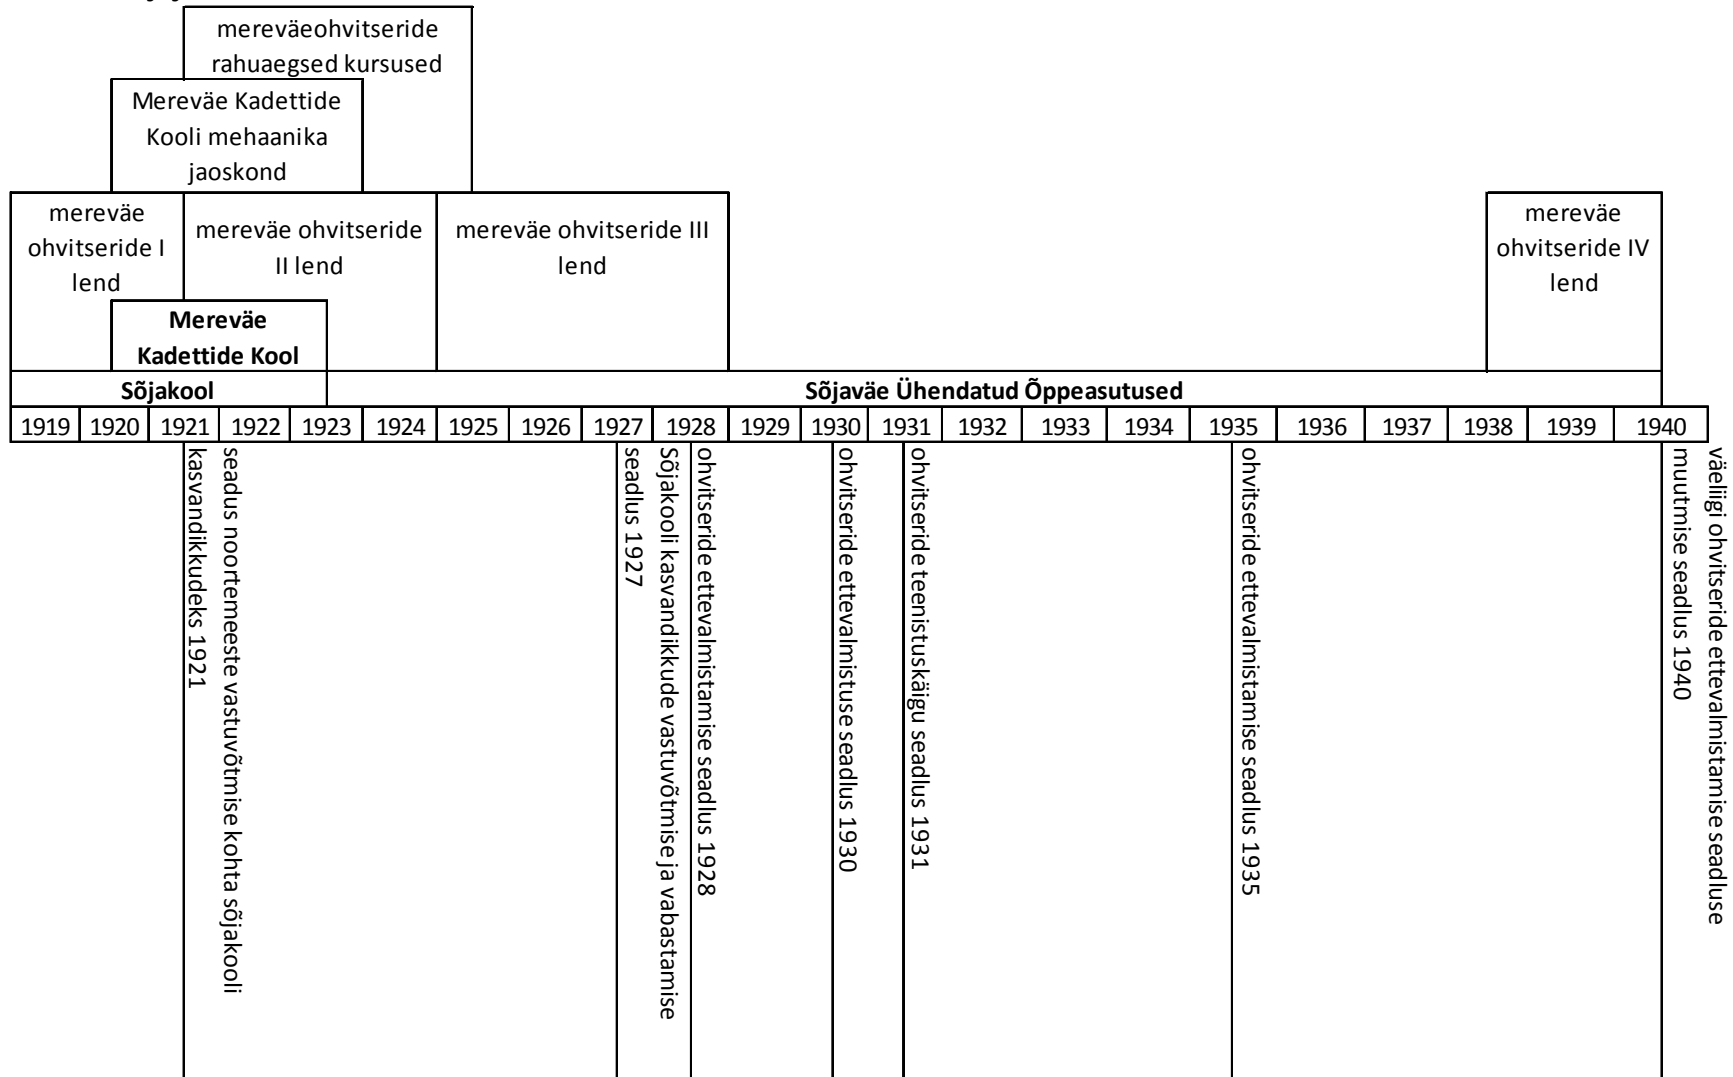 mereväeohvitseride
rahuaegsed kursused
Mereväe Kadettide
Kooli mehaanika
jaoskond
mereväe
ohvitseride I
lend
mereväe ohvitseride
II lend
mereväe ohvitseride III
lend
mereväe
ohvitseride IV
lend
Mereväe
Kadettide Kool
Sõjakool
Sõjaväe Ühendatud Õppeasutused
1919 1920 1921 1922 1923 1924 1925 1926 1927 1928 1929 1930 1931 1932 1933 1934 1935 1936 1937 1938 1939 1940
seadus noortemeeste vastuvõtmise kohta sõjakooli
kasvandikkudeks 1921
Sõjakooli kasvandikkude vastuvõtmise ja vabastamise
seadlus 1927
ohvitseride ettevalmistamise seadlus 1928
ohvitseride ettevalmistuse seadlus 1930
ohvitseride teenistuskäigu seadlus 1931
ohvitseride ettevalmistamise seadlus 1935
väeliigi ohvitseride ettevalmistamise seadluse
muutmise seadlus 1940